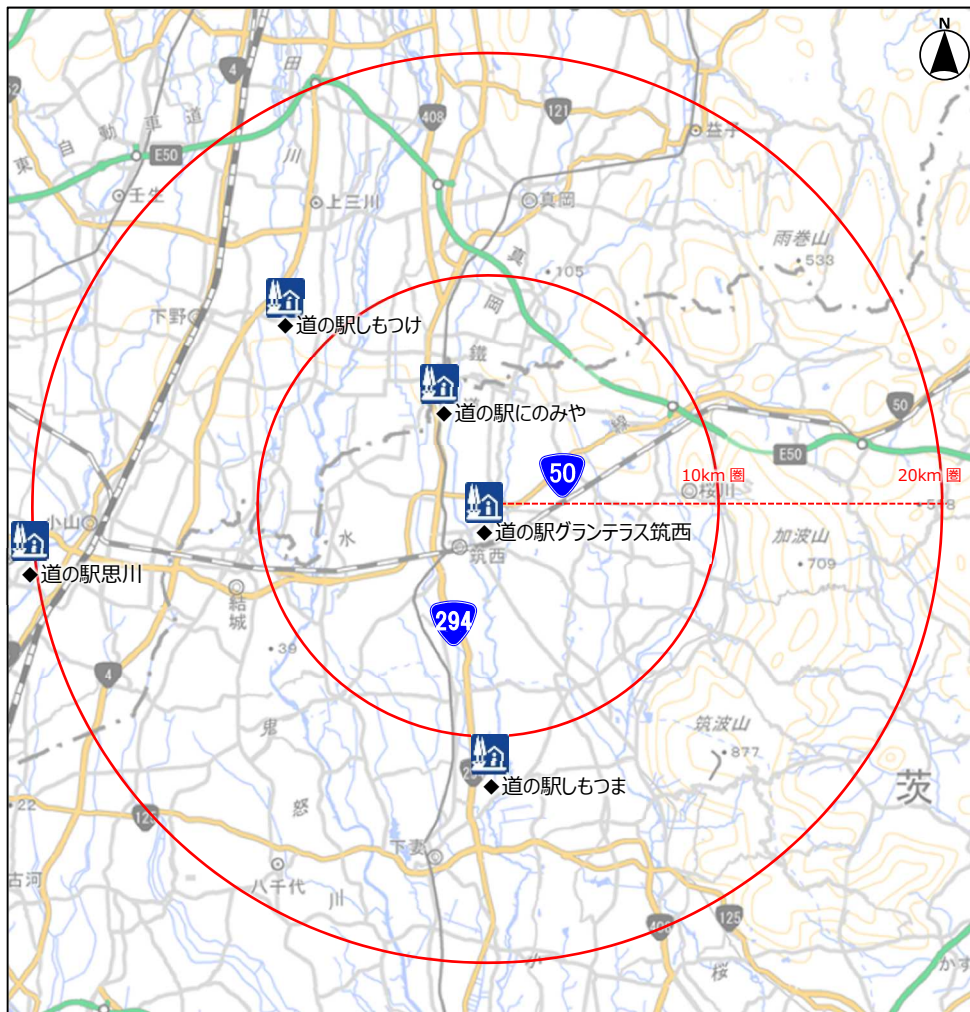 N
4
田
川
408
121
益子
東自動車道
E50
壬生
上三川
真岡
雨巻山
533
105
真
岡
鐵
道
下野
◆道の駅しもつけ
◆道の駅にのみや
50
50
E50
10km 圏
20km 圏
桜川
小山
水
◆道の駅グランテラス筑西
筑西
加波山
709
◆道の駅思川
結城
294
39
4
鬼
怒
川
筑波山
877
茨
◆道の駅しもつま
22
125
下妻
古河
八千代
125
小
桜
かす